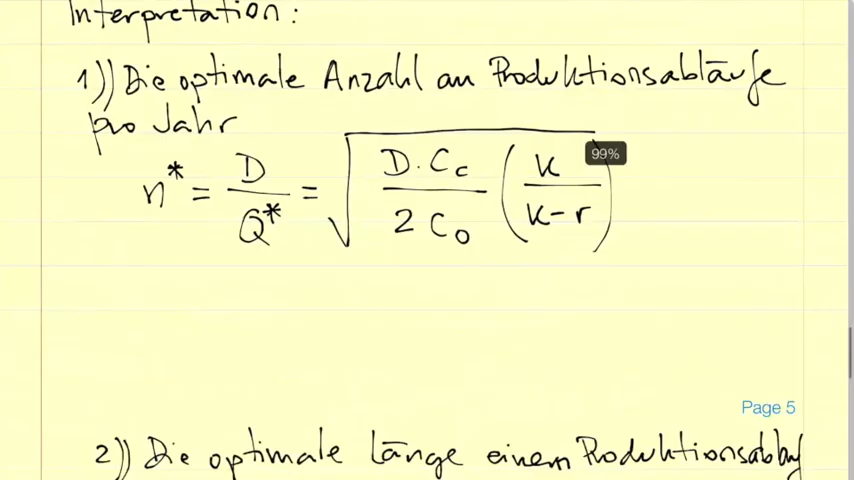 Interpretation:
1)) Die optimale Anzahl an Produktionsabläufe
pro Jahr
n* = D / Q* = √( D · Cc / 2 Co ( k / k - r ) )
99%
Page 5
2)) Die optimale Länge einem Produktionsablauf